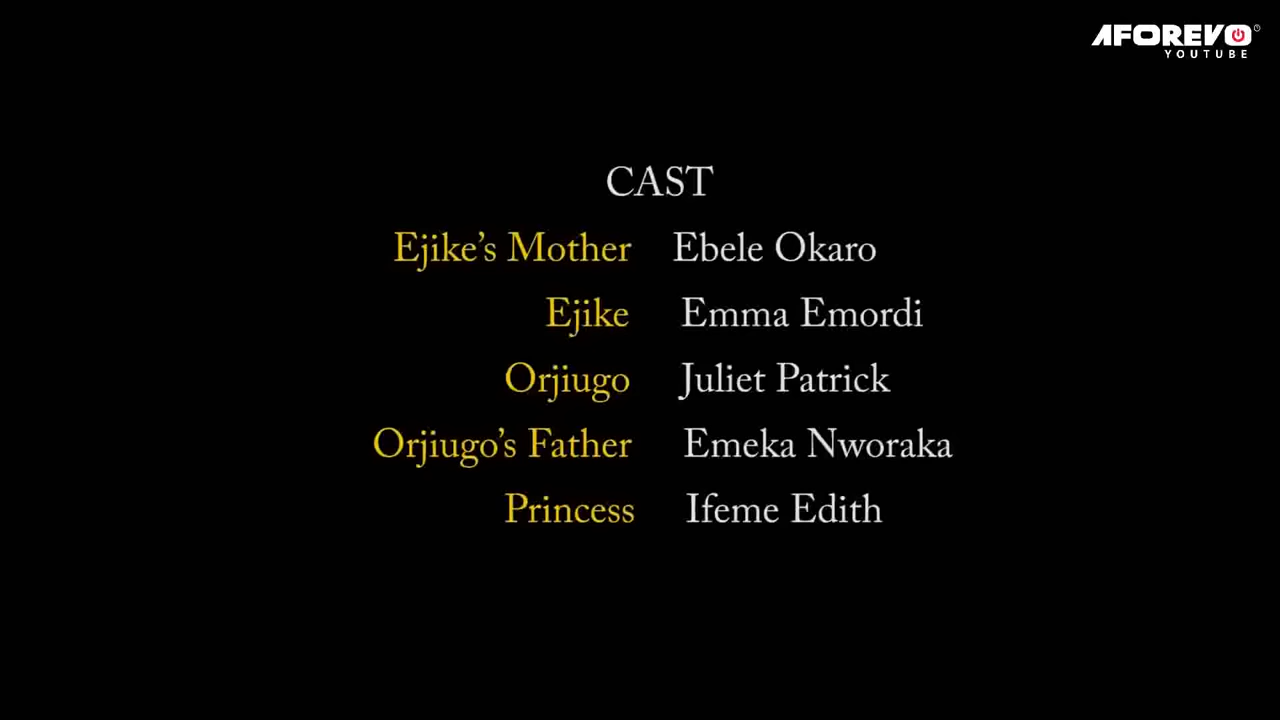 AFOREVO
YOUTUBE
CAST
Ejike's Mother Ebele Okaro
Ejike Emma Emordi
Orjiugo Juliet Patrick
Orjiugo's Father Emeka Nworaka
Princess Ifeme Edith